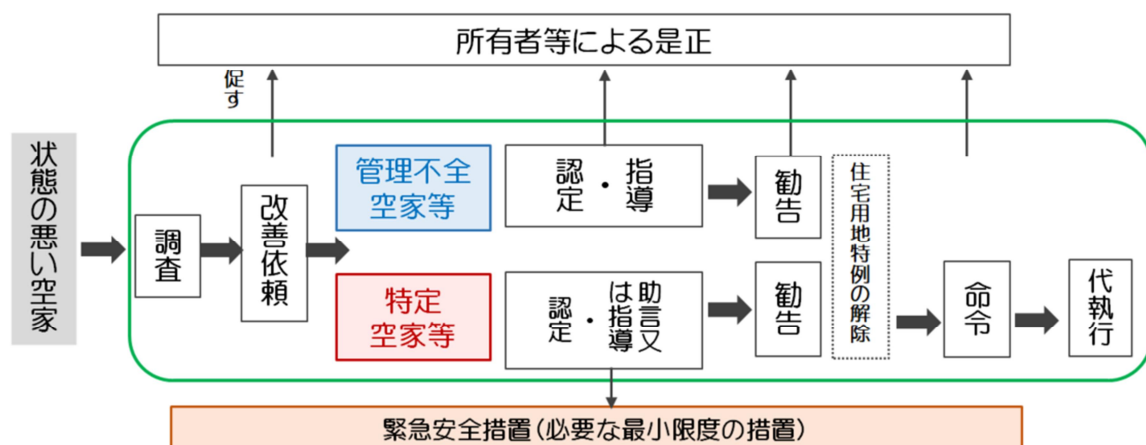 所有者等による是正
促す
状態の悪い空家
調査
改善依頼
管理不全
空家等
認定・指導
勧告
住宅用地特例の解除
特定
空家等
認定・助言又
は指導
勧告
命令
代執行
緊急安全措置(必要な最小限度の措置)